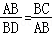 AB/BD = BC/AB